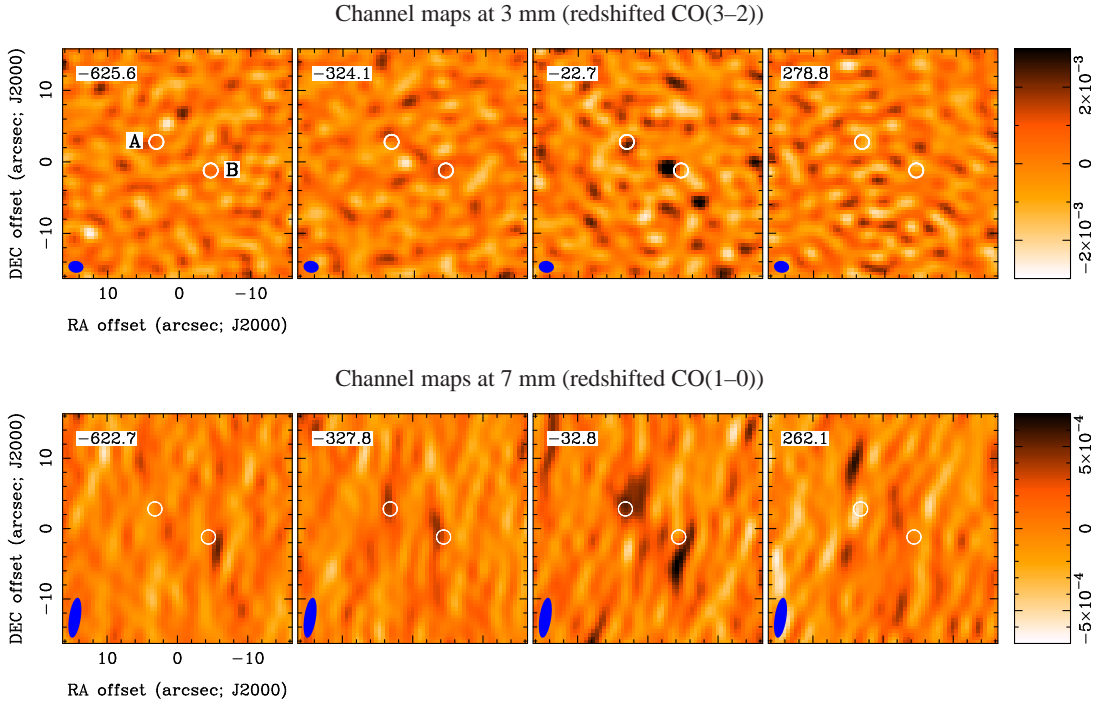 Channel maps at 3 mm (redshifted CO(3–2))
−625.6 −324.1 −22.7 278.8
A
B
DEC offset (arcsec; J2000)
10
0
−10
10 0 −10
RA offset (arcsec; J2000)
2×10⁻³
0
−2×10⁻³
Channel maps at 7 mm (redshifted CO(1–0))
−622.7 −327.8 −32.8 262.1
DEC offset (arcsec; J2000)
10
0
−10
10 0 −10
RA offset (arcsec; J2000)
5×10⁻⁴
0
−5×10⁻⁴